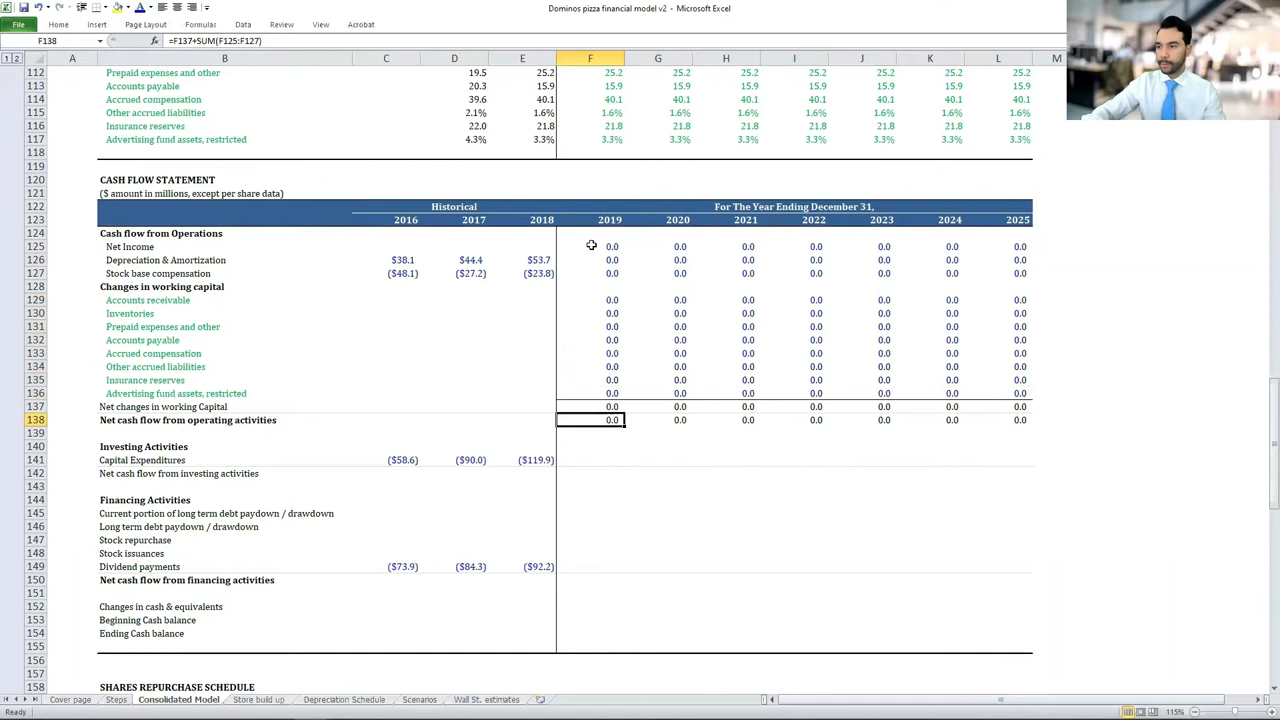 Dominos pizza financial model v2 - Microsoft Excel
File Home Insert Page Layout Formulas Data Review View Acrobat
F138 fx =F137+SUM(F125:F127)
1 2 A B C D E F G H I J K L M
112 Prepaid expenses and other 19.5 25.2 25.2 25.2 25.2 25.2 25.2 25.2 25.2
113 Accounts payable 20.3 15.9 15.9 15.9 15.9 15.9 15.9 15.9 15.9
114 Accrued compensation 39.6 40.1 40.1 40.1 40.1 40.1 40.1 40.1 40.1
115 Other accrued liabilities 2.1% 1.6% 1.6% 1.6% 1.6% 1.6% 1.6% 1.6% 1.6%
116 Insurance reserves 22.0 21.8 21.8 21.8 21.8 21.8 21.8 21.8 21.8
117 Advertising fund assets, restricted 4.3% 3.3% 3.3% 3.3% 3.3% 3.3% 3.3% 3.3% 3.3%
118
119
120 CASH FLOW STATEMENT
121 ($ amount in millions, except per share data)
122 Historical For The Year Ending December 31,
123 2016 2017 2018 2019 2020 2021 2022 2023 2024 2025
124 Cash flow from Operations
125 Net Income 0.0 0.0 0.0 0.0 0.0 0.0 0.0
126 Depreciation & Amortization $38.1 $44.4 $53.7 0.0 0.0 0.0 0.0 0.0 0.0 0.0
127 Stock base compensation ($48.1) ($27.2) ($23.8) 0.0 0.0 0.0 0.0 0.0 0.0 0.0
128 Changes in working capital
129 Accounts receivable 0.0 0.0 0.0 0.0 0.0 0.0 0.0
130 Inventories 0.0 0.0 0.0 0.0 0.0 0.0 0.0
131 Prepaid expenses and other 0.0 0.0 0.0 0.0 0.0 0.0 0.0
132 Accounts payable 0.0 0.0 0.0 0.0 0.0 0.0 0.0
133 Accrued compensation 0.0 0.0 0.0 0.0 0.0 0.0 0.0
134 Other accrued liabilities 0.0 0.0 0.0 0.0 0.0 0.0 0.0
135 Insurance reserves 0.0 0.0 0.0 0.0 0.0 0.0 0.0
136 Advertising fund assets, restricted 0.0 0.0 0.0 0.0 0.0 0.0 0.0
137 Net changes in working Capital 0.0 0.0 0.0 0.0 0.0 0.0 0.0
138 Net cash flow from operating activities 0.0 0.0 0.0 0.0 0.0 0.0 0.0
139
140 Investing Activities
141 Capital Expenditures ($58.6) ($90.0) ($119.9)
142 Net cash flow from investing activities
143
144 Financing Activities
145 Current portion of long term debt paydown / drawdown
146 Long term debt paydown / drawdown
147 Stock repurchase
148 Stock issuances
149 Dividend payments ($73.9) ($84.3) ($92.2)
150 Net cash flow from financing activities
151
152 Changes in cash & equivalents
153 Beginning Cash balance
154 Ending Cash balance
155
156
157
158 SHARES REPURCHASE SCHEDULE
Cover page Steps Consolidated Model Store build up Depreciation Schedule Scenarios Wall St. estimates
Ready 115%